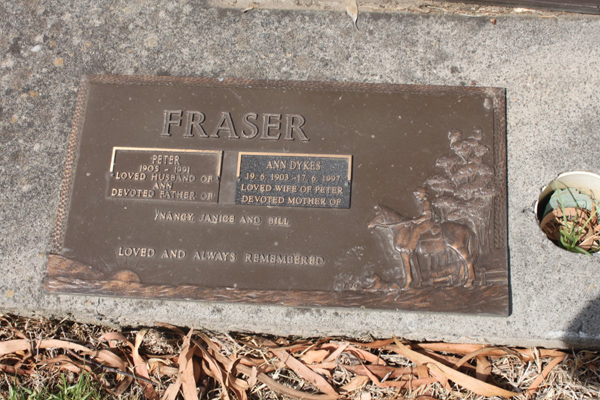 FRASER
PETER
1905 - 1991
LOVED HUSBAND OF
ANN
DEVOTED FATHER OF
ANN DYKES
19. 6. 1903 - 17. 6. 1997
LOVED WIFE OF PETER
DEVOTED MOTHER OF
NANCY, JANICE AND BILL
LOVED AND ALWAYS REMEMBERED